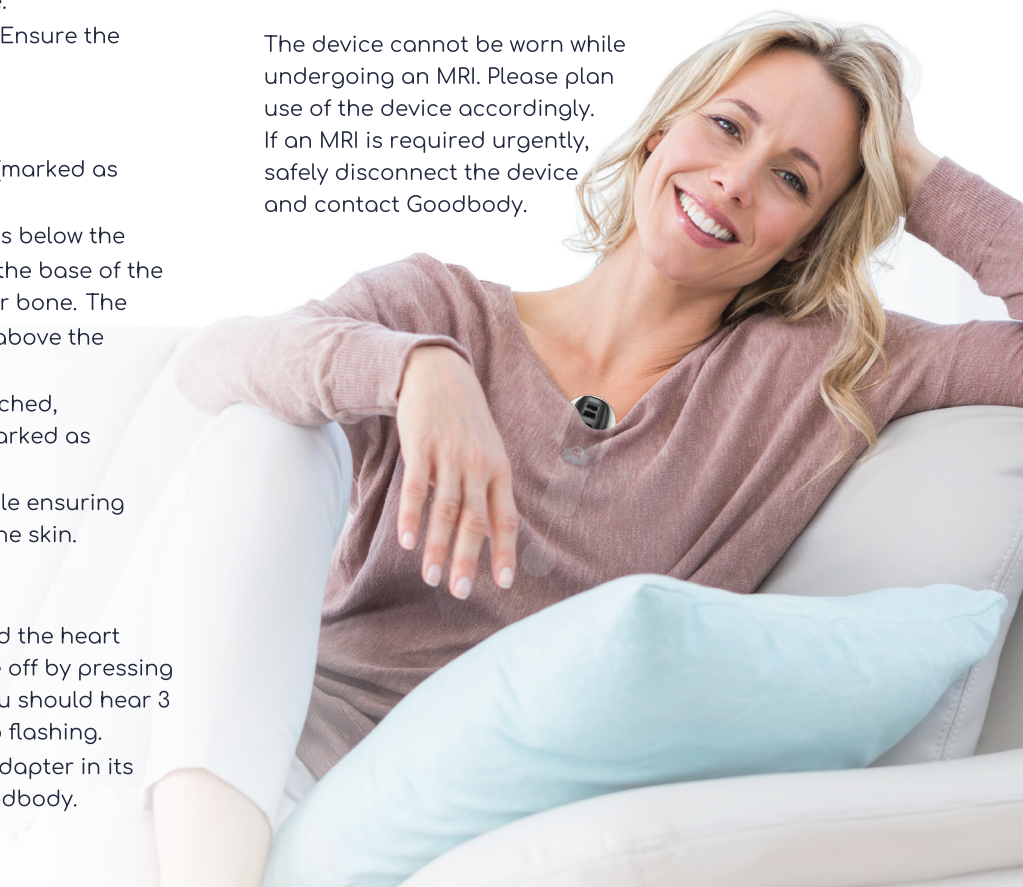 e.
Ensure the
(marked as
s below the
the base of the
r bone. The
above the
ched,
arked as
le ensuring
he skin.
d the heart
e off by pressing
u should hear 3
o flashing.
dapter in its
odbody.
The device cannot be worn while
undergoing an MRI. Please plan
use of the device accordingly.
If an MRI is required urgently,
safely disconnect the device
and contact Goodbody.